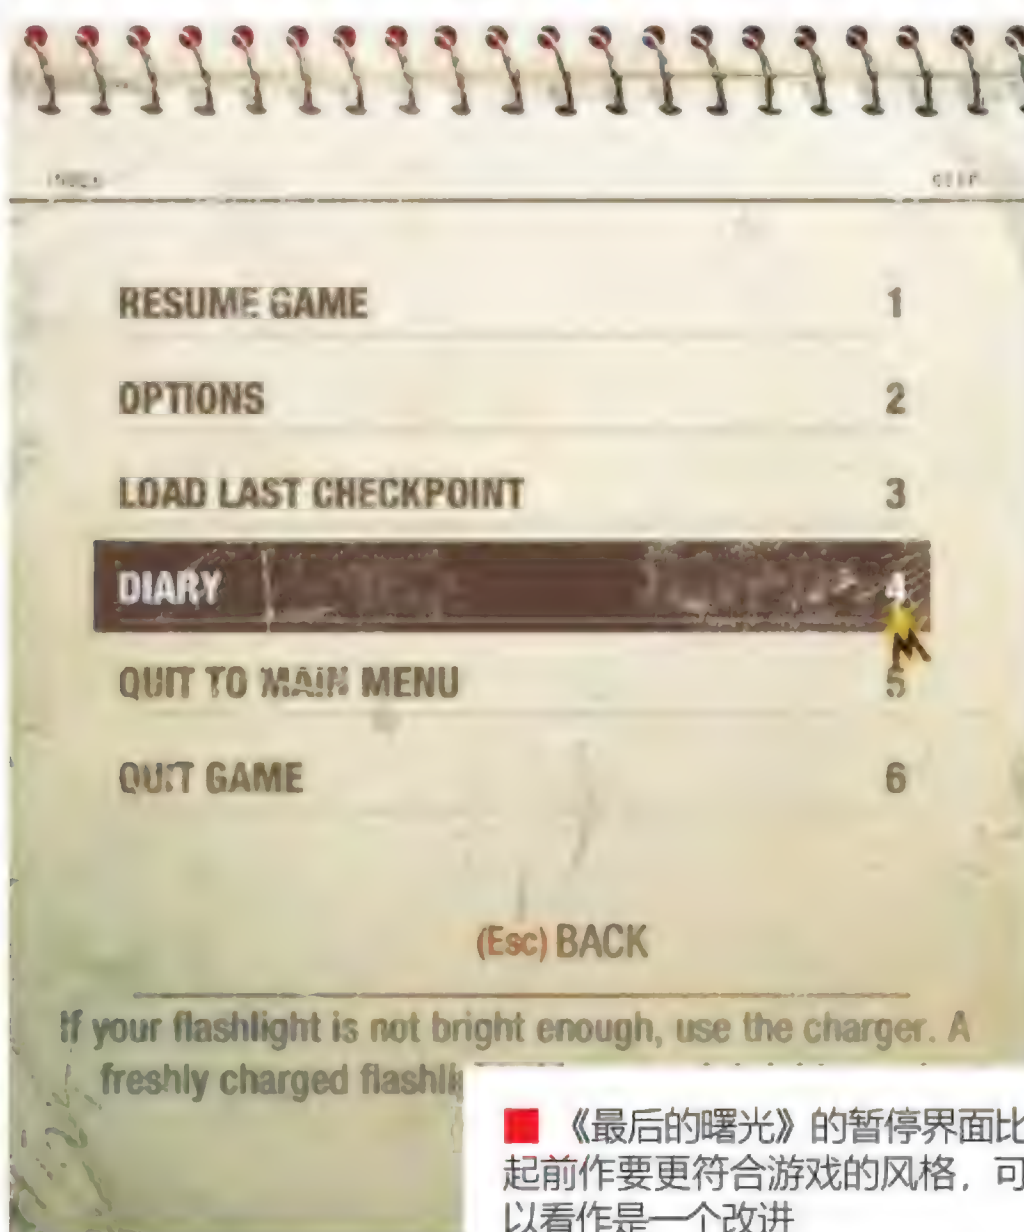 RESUME GAME 1
OPTIONS 2
LOAD LAST CHECKPOINT 3
DIARY 4
QUIT TO MAIN MENU 5
QUIT GAME 6
(Esc) BACK
If your flashlight is not bright enough, use the charger. A
freshly charged
■ 《最后的曙光》的暂停界面比
起前作要更符合游戏的风格，可
以看作是一个改进